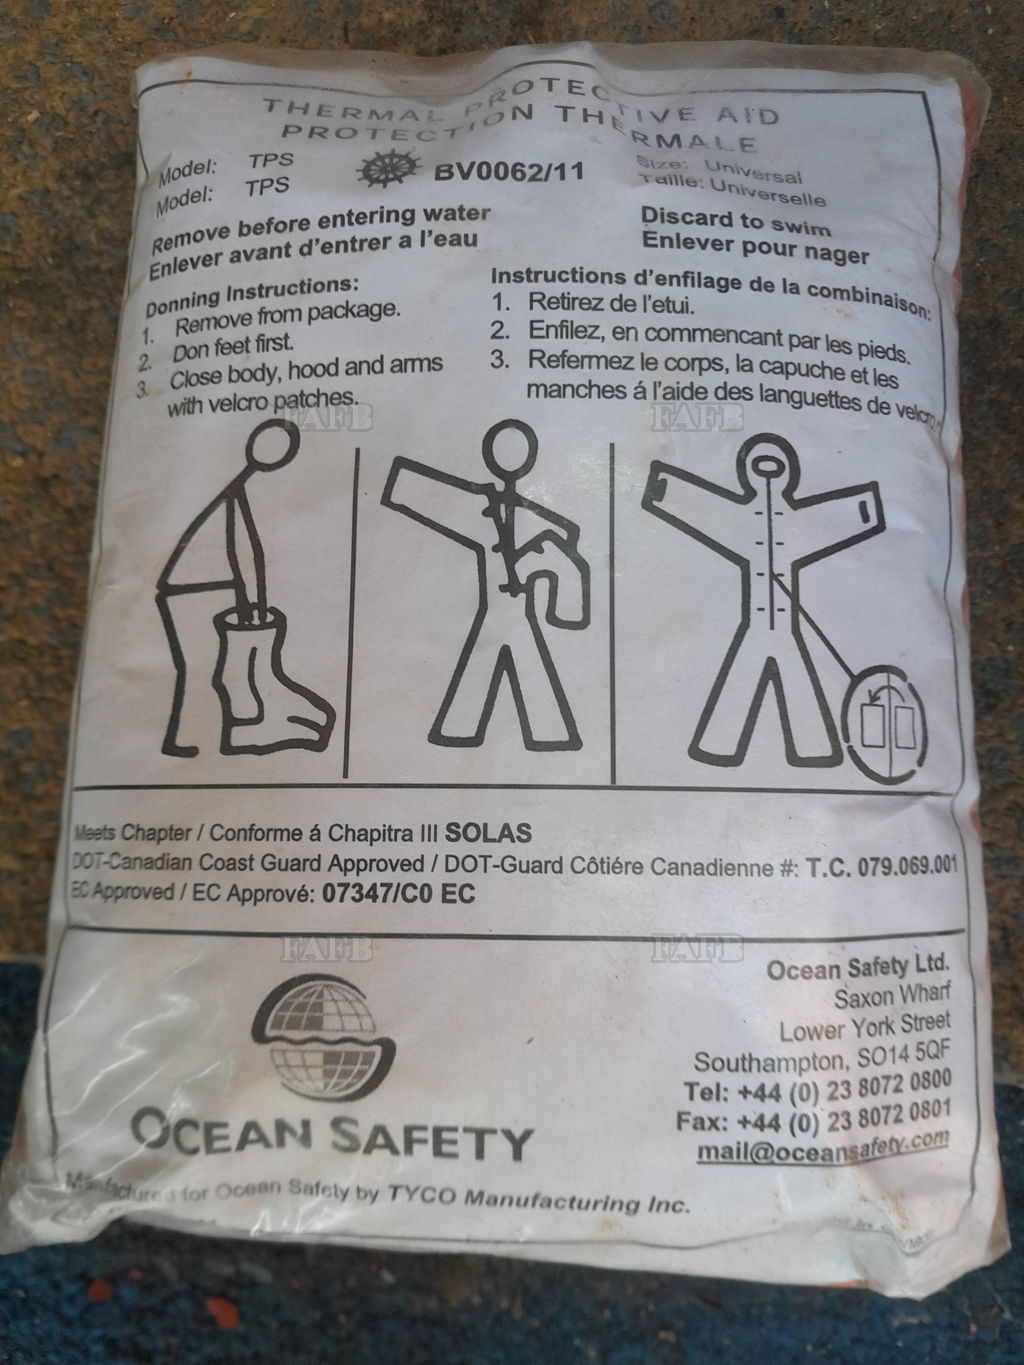 THERMAL PROTECTIVE AID
PROTECTION THERMALE
Model: TPS
Model: TPS
BV0062/11
Size: Universal
Taille: Universelle
Remove before entering water
Enlever avant d'entrer a l'eau
Discard to swim
Enlever pour nager
Donning Instructions:
1. Remove from package.
2. Don feet first.
3. Close body, hood and arms
with velcro patches.
Instructions d'enfilage de la combinaison:
1. Retirez de l'etui.
2. Enfilez, en commencant par les pieds.
3. Refermez le corps, la capuche et les
manches á l'aide des languettes de velcro
FAFB
FAFB
Meets Chapter / Conforme á Chapitra III SOLAS
DOT-Canadian Coast Guard Approved / DOT-Guard Côtiére Canadienne #: T.C. 079.069.001
EC Approved / EC Apprové: 07347/C0 EC
FAFB
FAFB
OCEAN SAFETY
Ocean Safety Ltd.
Saxon Wharf
Lower York Street
Southampton, SO14 5QF
Tel: +44 (0) 23 8072 0800
Fax: +44 (0) 23 8072 0801
mail@oceansafety.com
Manufactured for Ocean Safety by TYCO Manufacturing Inc.